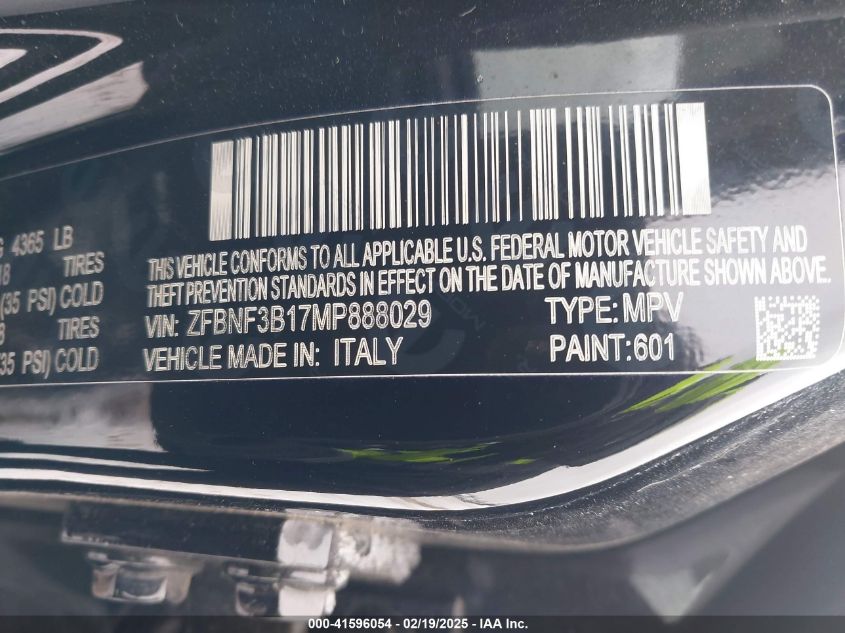 G 4365 LB
TIRES
(35 PSI) COLD
TIRES
(35 PSI) COLD
THIS VEHICLE CONFORMS TO ALL APPLICABLE U.S. FEDERAL MOTOR VEHICLE SAFETY AND
THEFT PREVENTION STANDARDS IN EFFECT ON THE DATE OF MANUFACTURE SHOWN ABOVE.
VIN: ZFBNF3B17MP888029 TYPE: MPV
VEHICLE MADE IN: ITALY PAINT:601
000-41596054 — 02/19/2025 — IAA Inc.